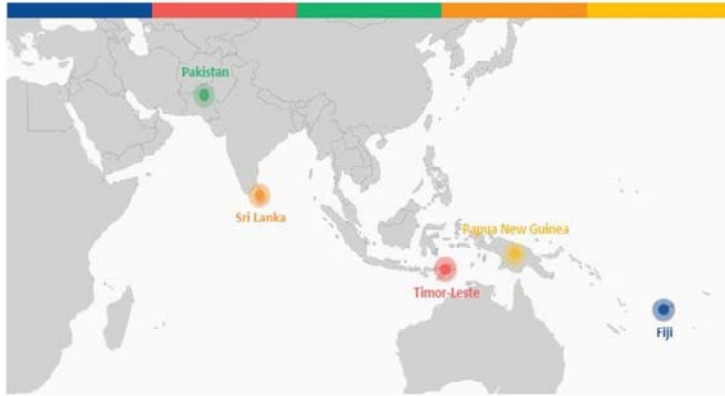 Pakistan
Sri Lanka
Papua New Guinea
Timor-Leste
Fiji